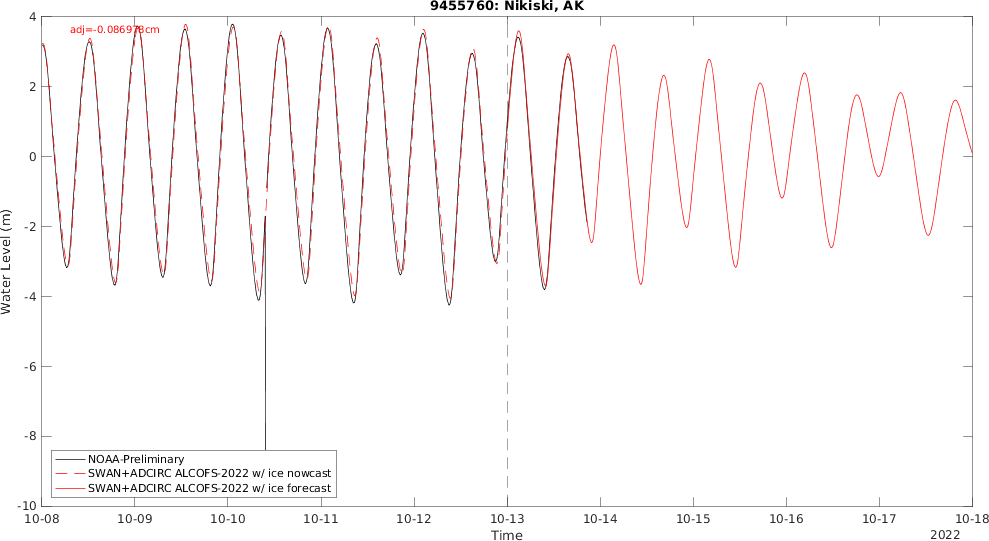 9455760: Nikiski, AK
adj=-0.086978cm
4
2
0
-2
-4
-6
-8
-10
Water Level (m)
NOAA-Preliminary
SWAN+ADCIRC ALCOFS-2022 w/ ice nowcast
SWAN+ADCIRC ALCOFS-2022 w/ ice forecast
10-08 10-09 10-10 10-11 10-12 10-13 10-14 10-15 10-16 10-17 10-18
Time
2022